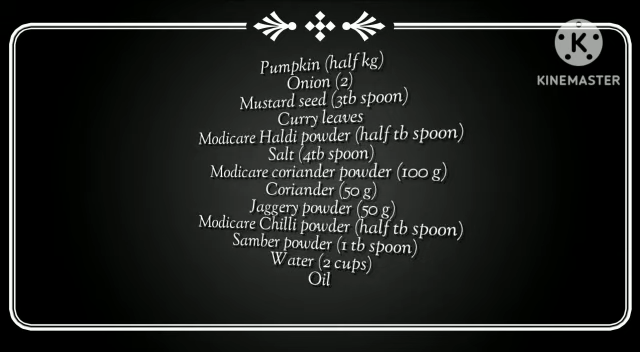 KINEMASTER
Pumpkin (half kg)
Onion (2)
Mustard seed (3tb spoon)
Curry leaves
Modicare Haldi powder (half tb spoon)
Salt (4tb spoon)
Modicare coriander powder (100 g)
Coriander (50 g)
Jaggery powder (50 g)
Modicare Chilli powder (half tb spoon)
Samber powder (1 tb spoon)
Water (2 cups)
Oil